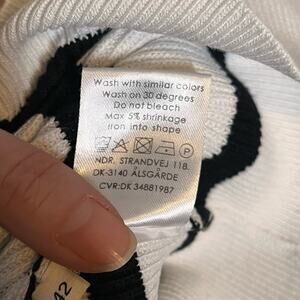 Wash with similar colors
Wash on 30 degrees
Do not bleach
Max 5% shrinkage
Iron into shape
NDR. STRANDVEJ 118.
DK-3140 ÅLSGÅRDE
CVR:DK 34881987
42